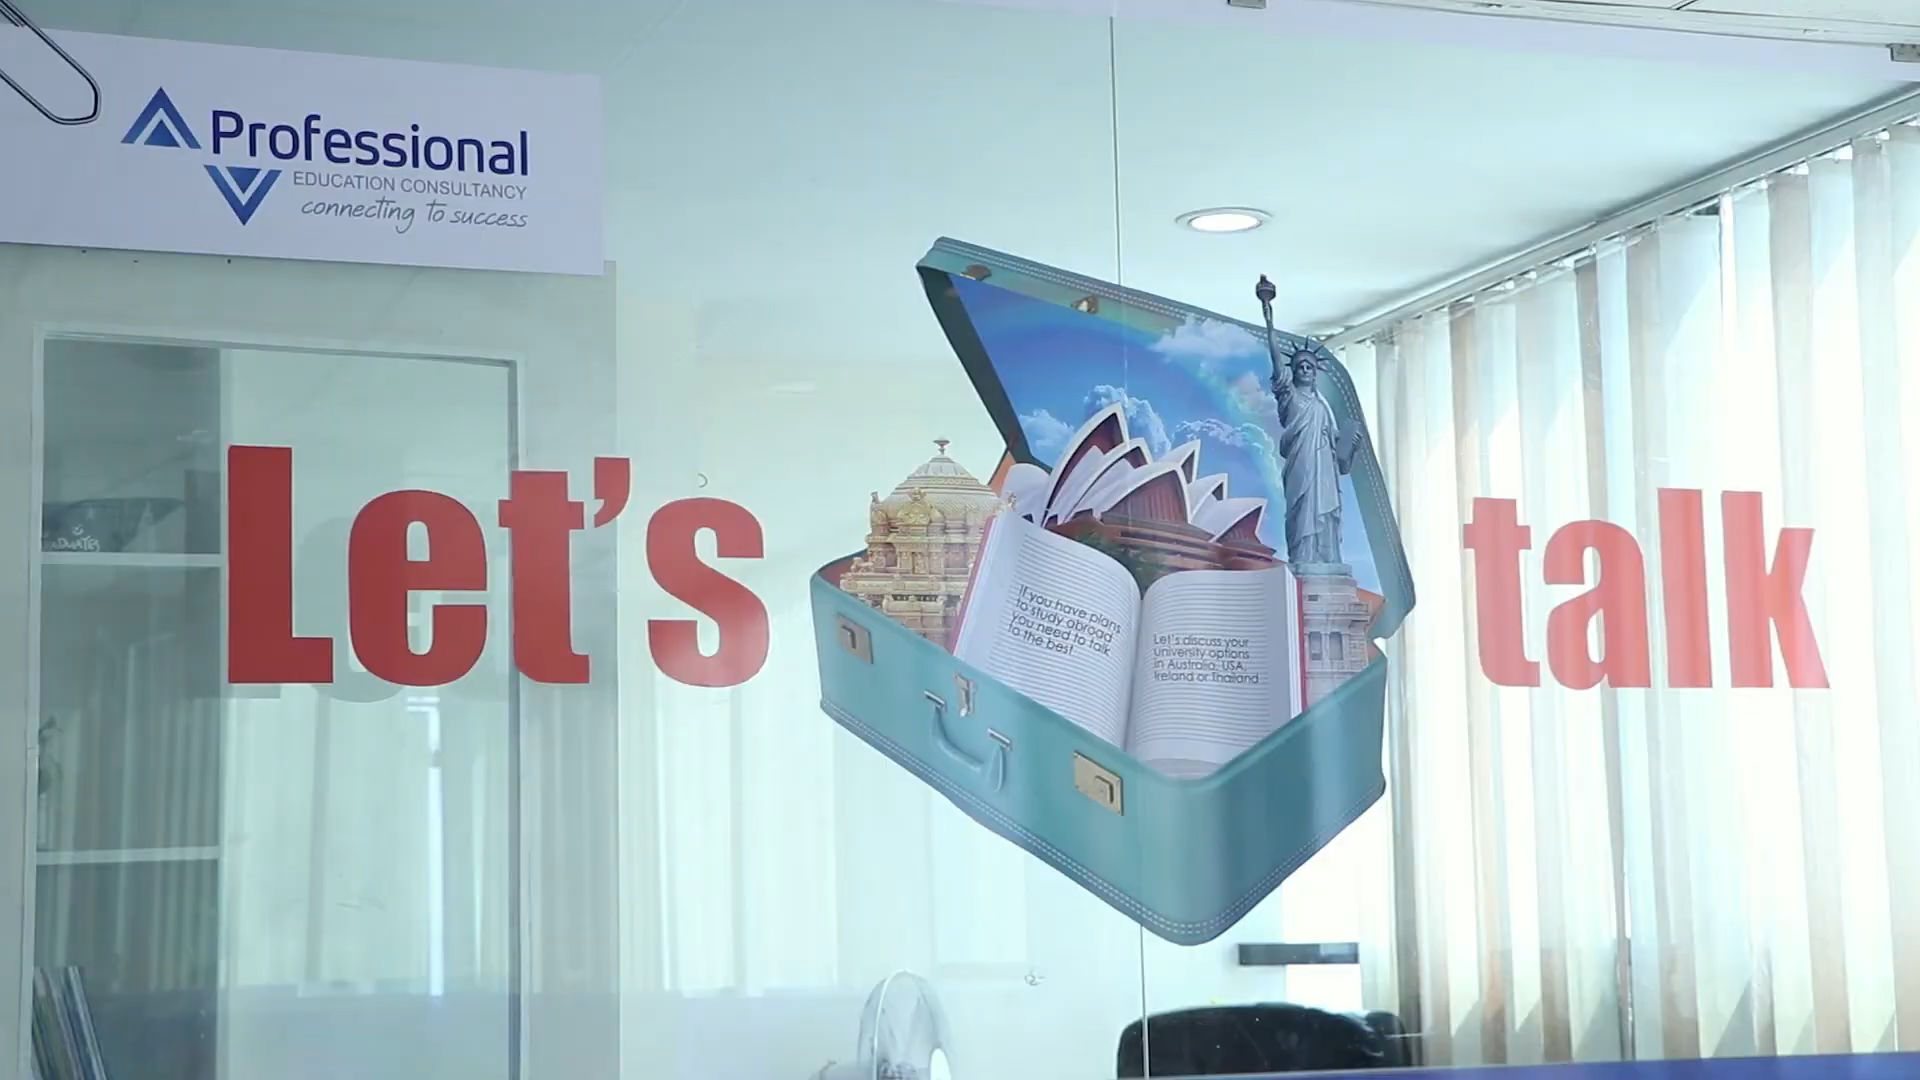 Professional
EDUCATION CONSULTANCY
connecting to success
Let's
talk
If you have plans
to study abroad
you need to talk
to the best
Let's discuss your
university options
in Australia, USA,
Ireland or Thailand